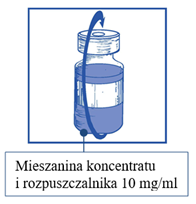 Mieszanina koncentratu
i rozpuszczalnika 10 mg/ml